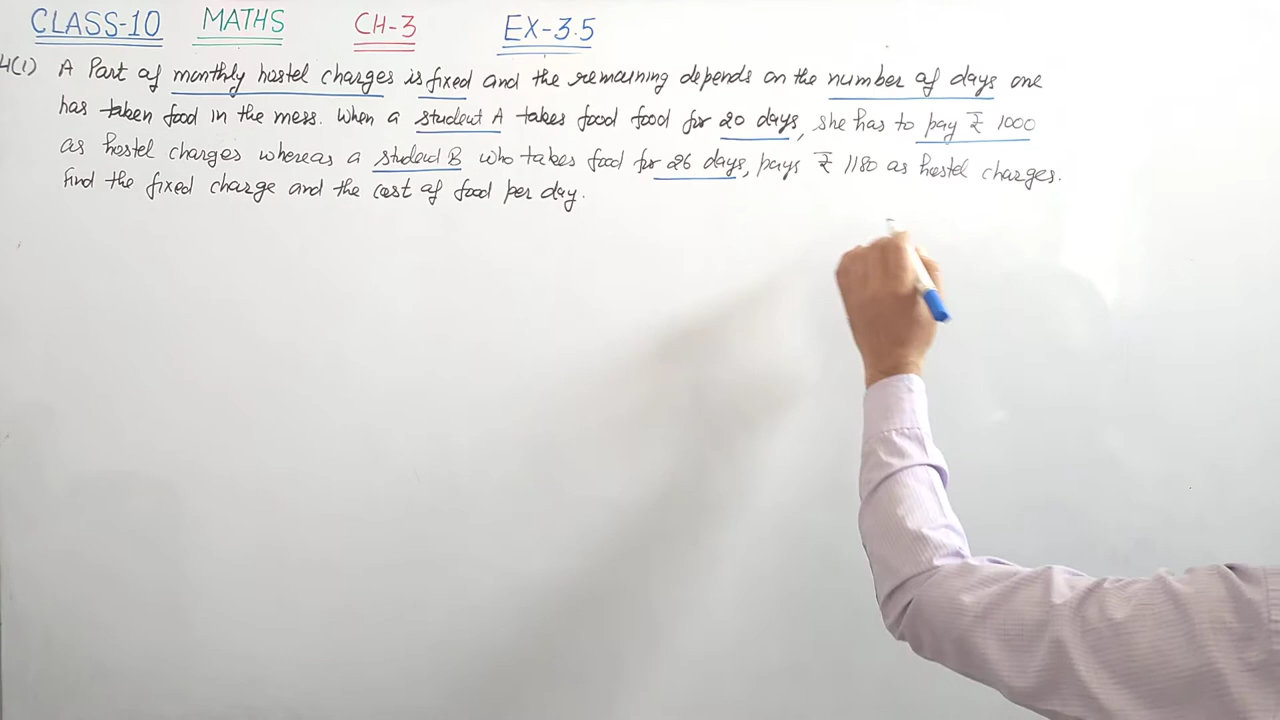 CLASS-10 MATHS CH-3 EX-3.5
4(i) A Part of monthly hostel charges is fixed and the remaining depends on the number of days one
has taken food in the mess. When a student A takes food food for 20 days, she has to pay ₹ 1000
as hostel charges whereas a student B who takes food for 26 days, pays ₹ 1180 as hostel charges.
find the fixed charge and the cost of food per day.